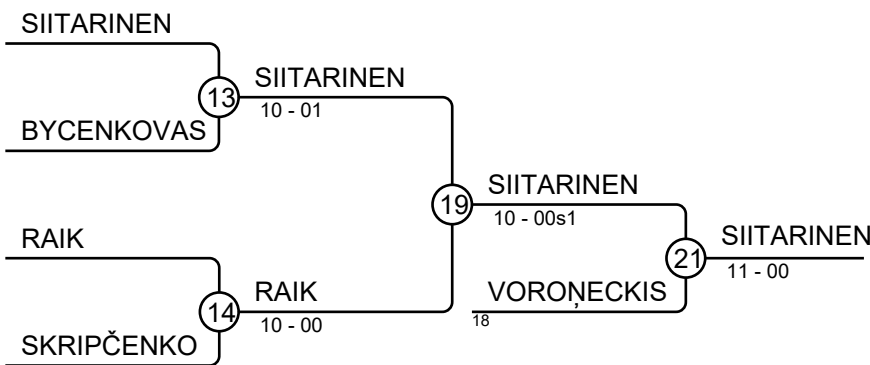 SIITARINEN
13
SIITARINEN
10 - 01
BYCENKOVAS
19
SIITARINEN
10 - 00s1
RAIK
14
RAIK
10 - 00
SKRIPČENKO
21
SIITARINEN
11 - 00
VOROŅECKIS
18